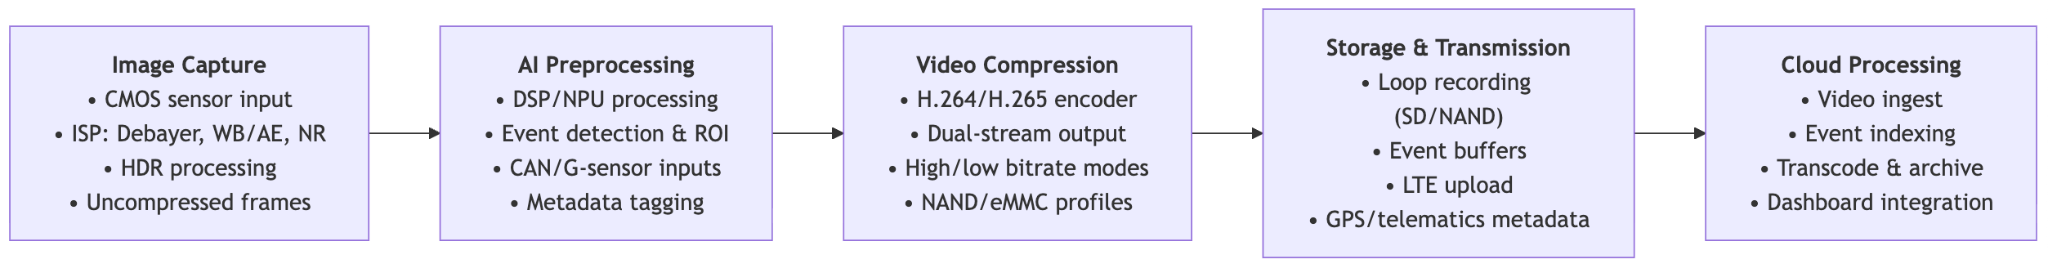 Image Capture
• CMOS sensor input
• ISP: Debayer, WB/AE, NR
• HDR processing
• Uncompressed frames
AI Preprocessing
• DSP/NPU processing
• Event detection & ROI
• CAN/G-sensor inputs
• Metadata tagging
Video Compression
• H.264/H.265 encoder
• Dual-stream output
• High/low bitrate modes
• NAND/eMMC profiles
Storage & Transmission
• Loop recording
(SD/NAND)
• Event buffers
• LTE upload
• GPS/telematics metadata
Cloud Processing
• Video ingest
• Event indexing
• Transcode & archive
• Dashboard integration